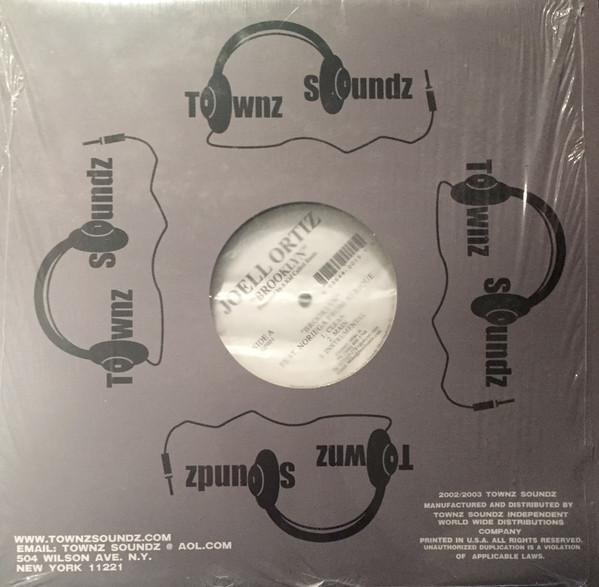 Townz Soundz
Townz Soundz
Townz Soundz
Townz Soundz
JOELL ORTIZ
"BROOKLYN"
SIDE A
"BROOKLYN"
FEAT. NORIEGA
1. CLEAN
2. MAIN
3. INSTRUMENTAL
WWW.TOWNZSOUNDZ.COM
EMAIL: TOWNZ SOUNDZ @ AOL.COM
504 WILSON AVE. N.Y.
NEW YORK 11221
2002/2003 TOWNZ SOUNDZ
MANUFACTURED AND DISTRIBUTED BY
TOWNZ SOUNDZ INDEPENDENT
WORLD WIDE DISTRIBUTIONS
COMPANY
PRINTED IN U.S.A. ALL RIGHTS RESERVED.
UNAUTHORIZED DUPLICATION IS A VIOLATION
OF APPLICABLE LAWS.